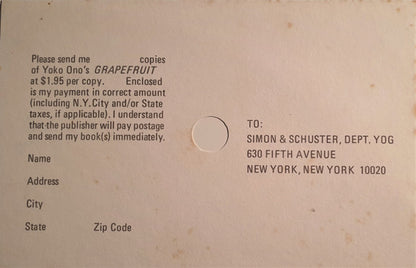 Please send me copies
of Yoko Ono's GRAPEFRUIT
at $1.95 per copy. Enclosed
is my payment in correct amount
(including N.Y.City and/or State
taxes, if applicable). I understand
that the publisher will pay postage
and send my book(s) immediately.
Name
Address
City
State Zip Code
TO:
SIMON & SCHUSTER, DEPT. YOG
630 FIFTH AVENUE
NEW YORK, NEW YORK 10020